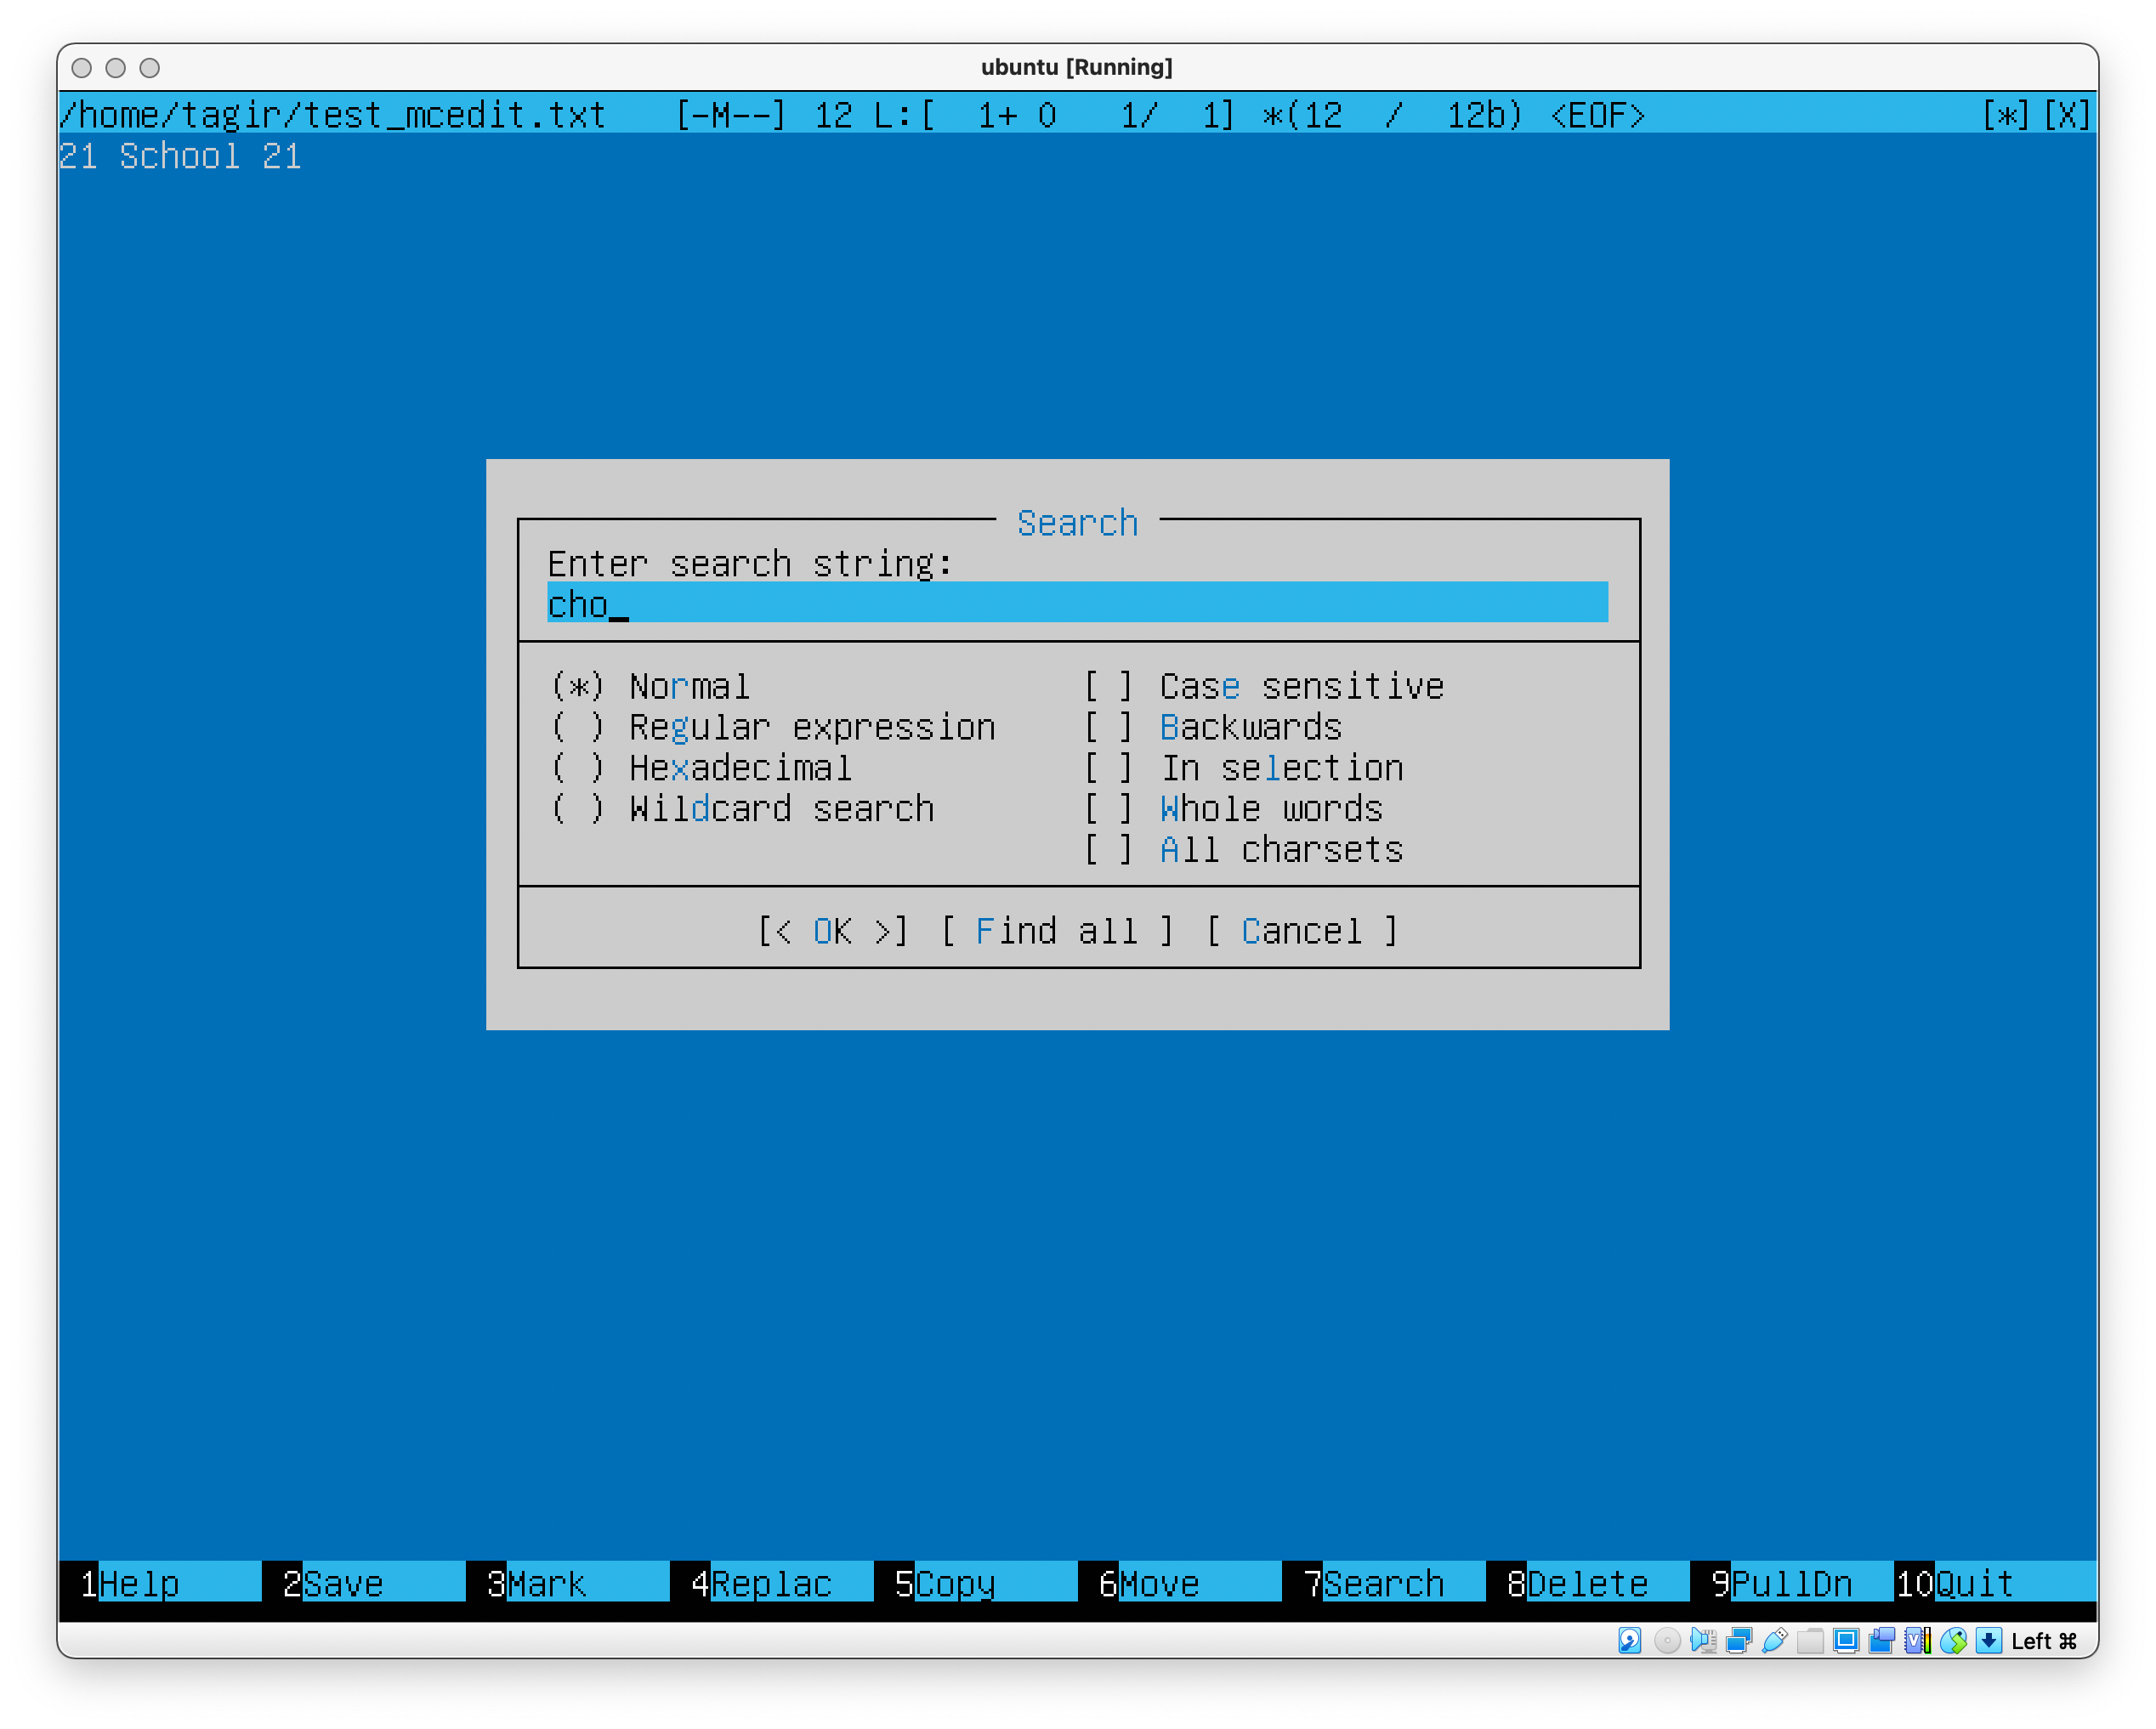 ubuntu [Running]
/home/tagir/test_mcedit.txt [-M--] 12 L:[ 1+ 0 1/ 1] *(12 / 12b) <EOF> [*][X]
21 School 21
Search
Enter search string:
cho
(*) Normal [ ] Case sensitive
( ) Regular expression [ ] Backwards
( ) Hexadecimal [ ] In selection
( ) Wildcard search [ ] Whole words
[ ] All charsets
[< OK >] [ Find all ] [ Cancel ]
1Help 2Save 3Mark 4Replac 5Copy 6Move 7Search 8Delete 9PullDn 10Quit
Left ⌘